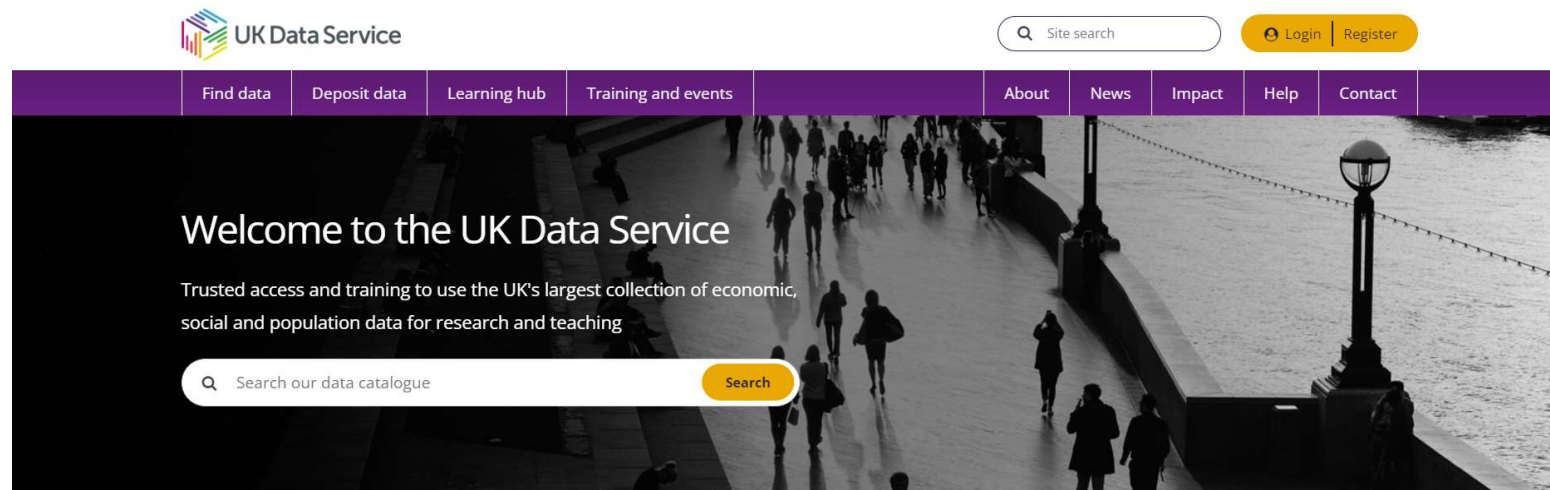 UK Data Service
Site search
Login Register
Find data Deposit data Learning hub Training and events About News Impact Help Contact
Welcome to the UK Data Service
Trusted access and training to use the UK's largest collection of economic,
social and population data for research and teaching
Search our data catalogue Search